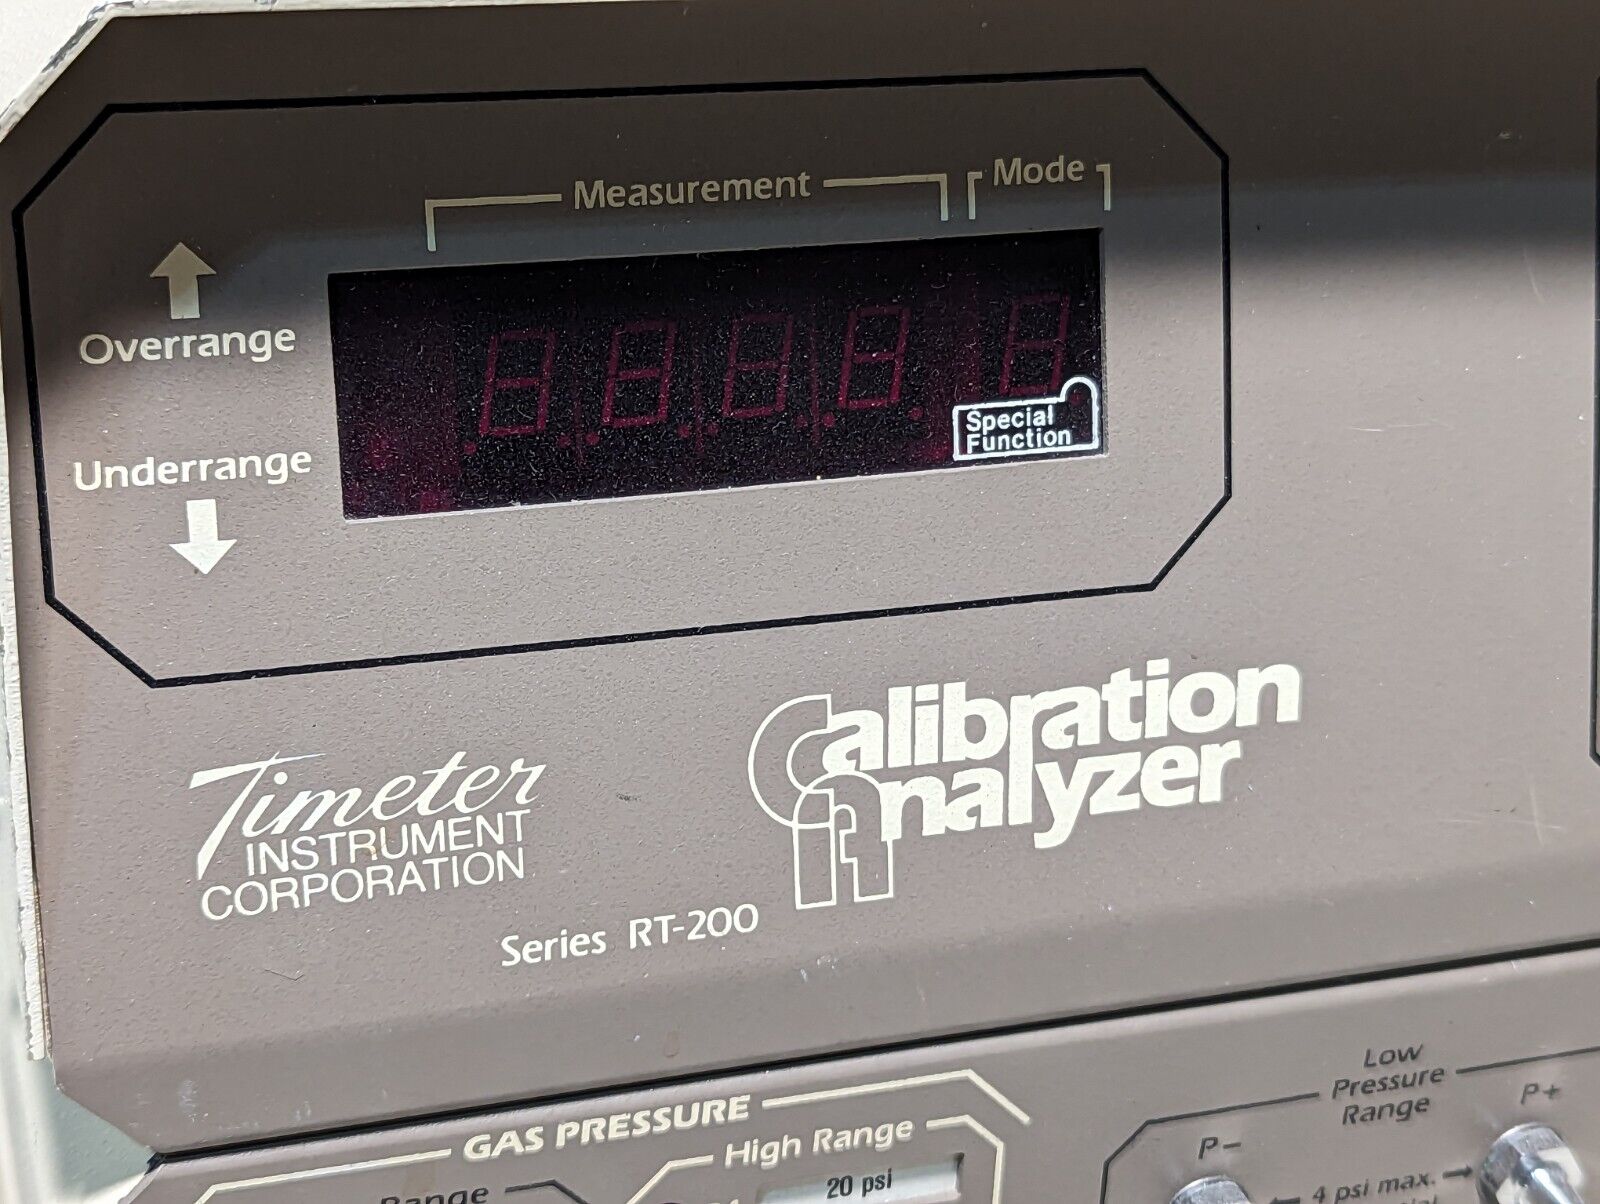 Measurement
Mode
Overrange
Underrange
Special
Function
Timeter
INSTRUMENT
CORPORATION
Calibration
Analyzer
Series RT-200
GAS PRESSURE
High Range
20 psi
Range
Low
Pressure
Range
P-
P+
4 psi max.